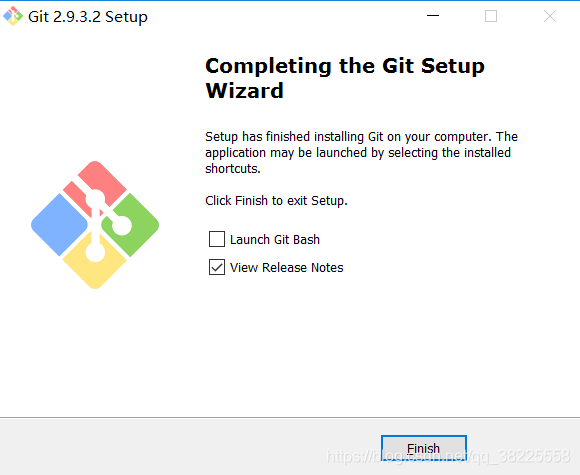 Git 2.9.3.2 Setup
Completing the Git Setup
Wizard
Setup has finished installing Git on your computer. The
application may be launched by selecting the installed
shortcuts.
Click Finish to exit Setup.
Launch Git Bash
View Release Notes
Finish
https://blog.csdn.net/qq_38225558